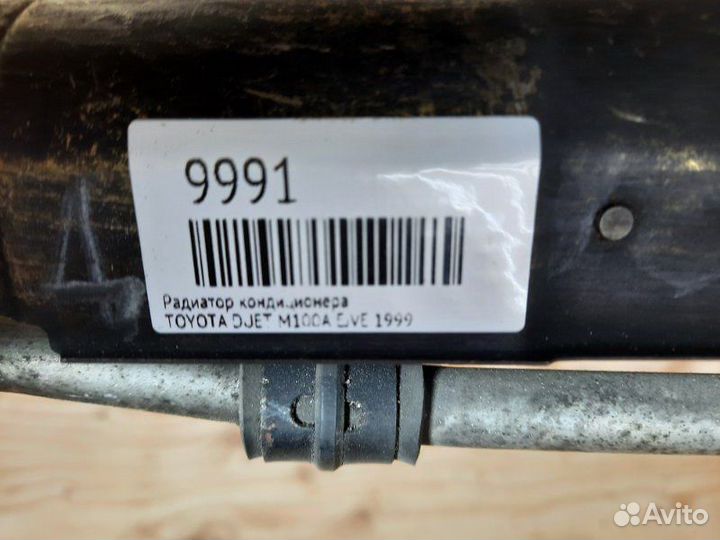 9991
Радиатор кондиционера
TOYOTA DUET M100A EJVE 1999
Avito